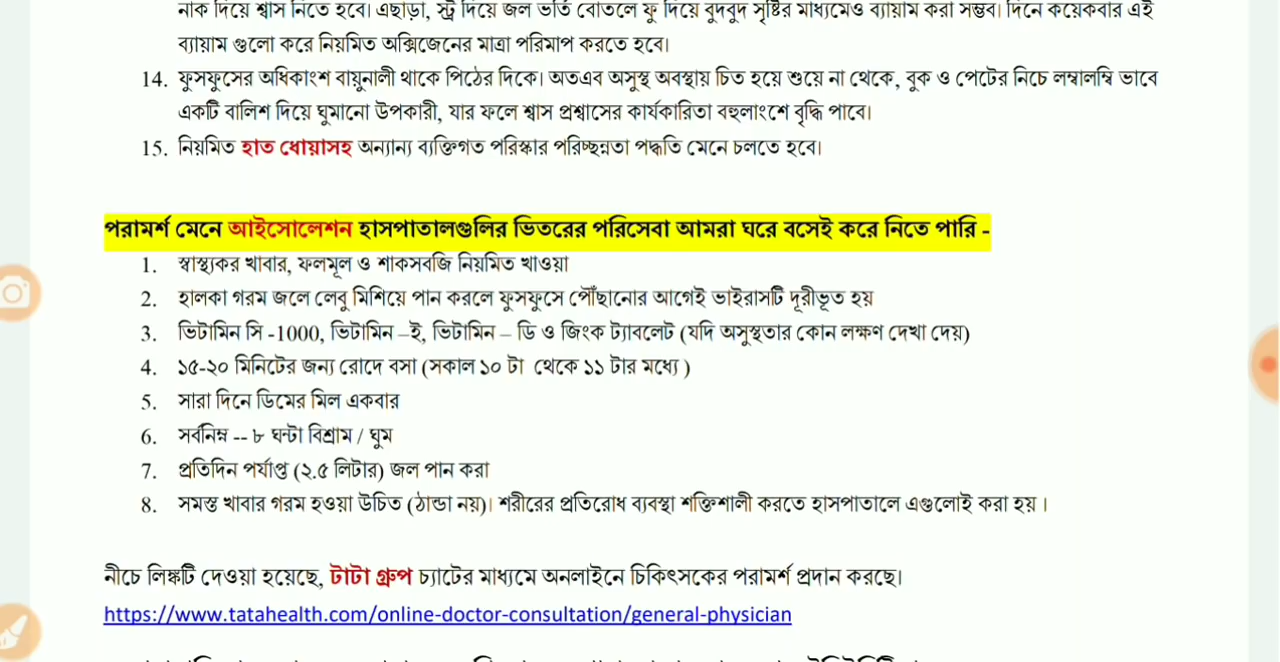 নাক দিয়ে শ্বাস নিতে হবে। এছাড়া, স্ট্র দিয়ে জল ভর্তি বোতলে ফু দিয়ে বুদবুদ সৃষ্টির মাধ্যমেও ব্যায়াম করা সম্ভব। দিনে কয়েকবার এই
ব্যায়াম গুলো করে নিয়মিত অক্সিজেনের মাত্রা পরিমাপ করতে হবে।
14. ফুসফুসের অধিকাংশ বায়ুনালী থাকে পিঠের দিকে। অতএব অসুস্থ অবস্থায় চিত হয়ে শুয়ে না থেকে, বুক ও পেটের নিচে লম্বালম্বি ভাবে
একটি বালিশ দিয়ে ঘুমানো উপকারী, যার ফলে শ্বাস প্রশ্বাসের কার্যকারিতা বহুলাংশে বৃদ্ধি পাবে।
15. নিয়মিত হাত ধোয়াসহ অন্যান্য ব্যক্তিগত পরিস্কার পরিচ্ছন্নতা পদ্ধতি মেনে চলতে হবে।
পরামর্শ মেনে আইসোলেশন হাসপাতালগুলির ভিতরের পরিসেবা আমরা ঘরে বসেই করে নিতে পারি -
1. স্বাস্থ্যকর খাবার, ফলমূল ও শাকসবজি নিয়মিত খাওয়া
2. হালকা গরম জলে লেবু মিশিয়ে পান করলে ফুসফুসে পৌঁছানোর আগেই ভাইরাসটি দূরীভূত হয়
3. ভিটামিন সি -1000, ভিটামিন –ই, ভিটামিন – ডি ও জিংক ট্যাবলেট (যদি অসুস্থতার কোন লক্ষণ দেখা দেয়)
4. ১৫-২০ মিনিটের জন্য রোদে বসা (সকাল ১০ টা থেকে ১১ টার মধ্যে )
5. সারা দিনে ডিমের মিল একবার
6. সর্বনিম্ন -- ৮ ঘন্টা বিশ্রাম / ঘুম
7. প্রতিদিন পর্যাপ্ত (২.৫ লিটার) জল পান করা
8. সমস্ত খাবার গরম হওয়া উচিত (ঠান্ডা নয়)। শরীরের প্রতিরোধ ব্যবস্থা শক্তিশালী করতে হাসপাতালে এগুলোই করা হয় ।
নীচে লিঙ্কটি দেওয়া হয়েছে, টাটা গ্রুপ চ্যাটের মাধ্যমে অনলাইনে চিকিৎসকের পরামর্শ প্রদান করছে।
https://www.tatahealth.com/online-doctor-consultation/general-physician